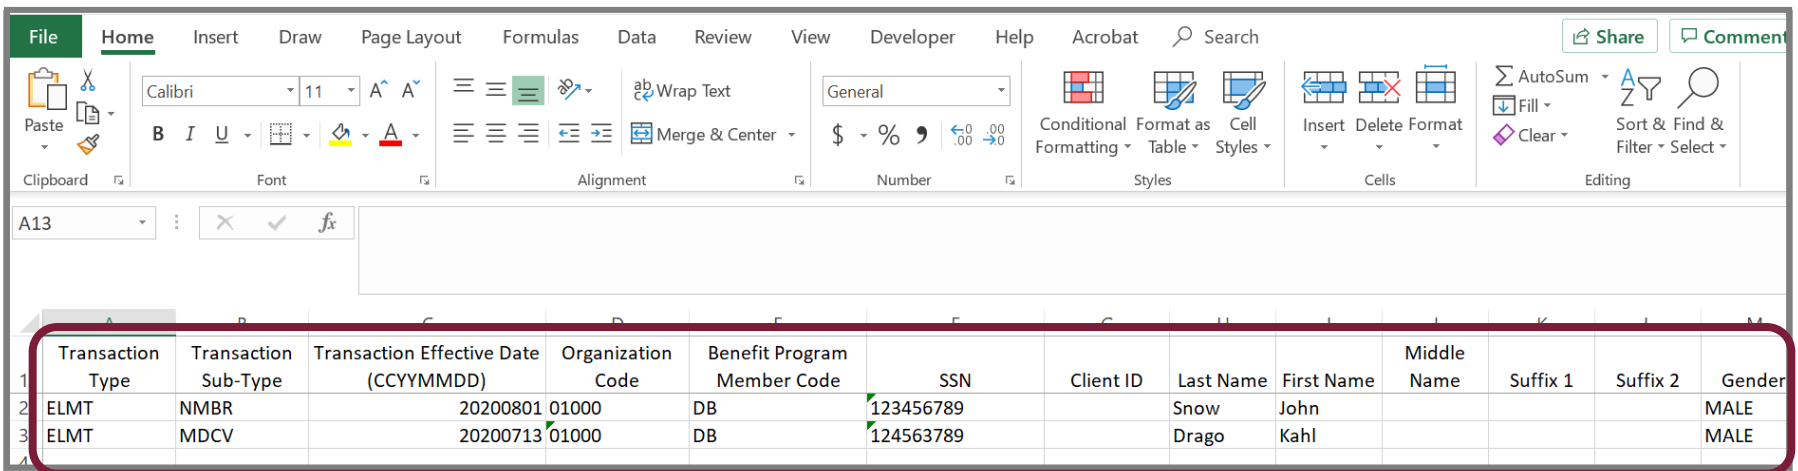 File Home Insert Draw Page Layout Formulas Data Review View Developer Help Acrobat Search Share Comment
Calibri 11 A A ab Wrap Text General AutoSum
Paste Conditional Format as Cell Insert Delete Format Fill Sort & Find &
B I U A Merge & Center $ % Formatting Table Styles Clear Filter Select
Clipboard Font Alignment Number Styles Cells Editing
A13 fx
Transaction Type Transaction Sub-Type Transaction Effective Date (CCYYMMDD) Organization Code Benefit Program Member Code SSN Client ID Last Name First Name Middle Name Suffix 1 Suffix 2 Gender
1
2 ELMT NMBR 20200801 01000 DB 123456789 Snow John MALE
3 ELMT MDCV 20200713 01000 DB 124563789 Drago Kahl MALE